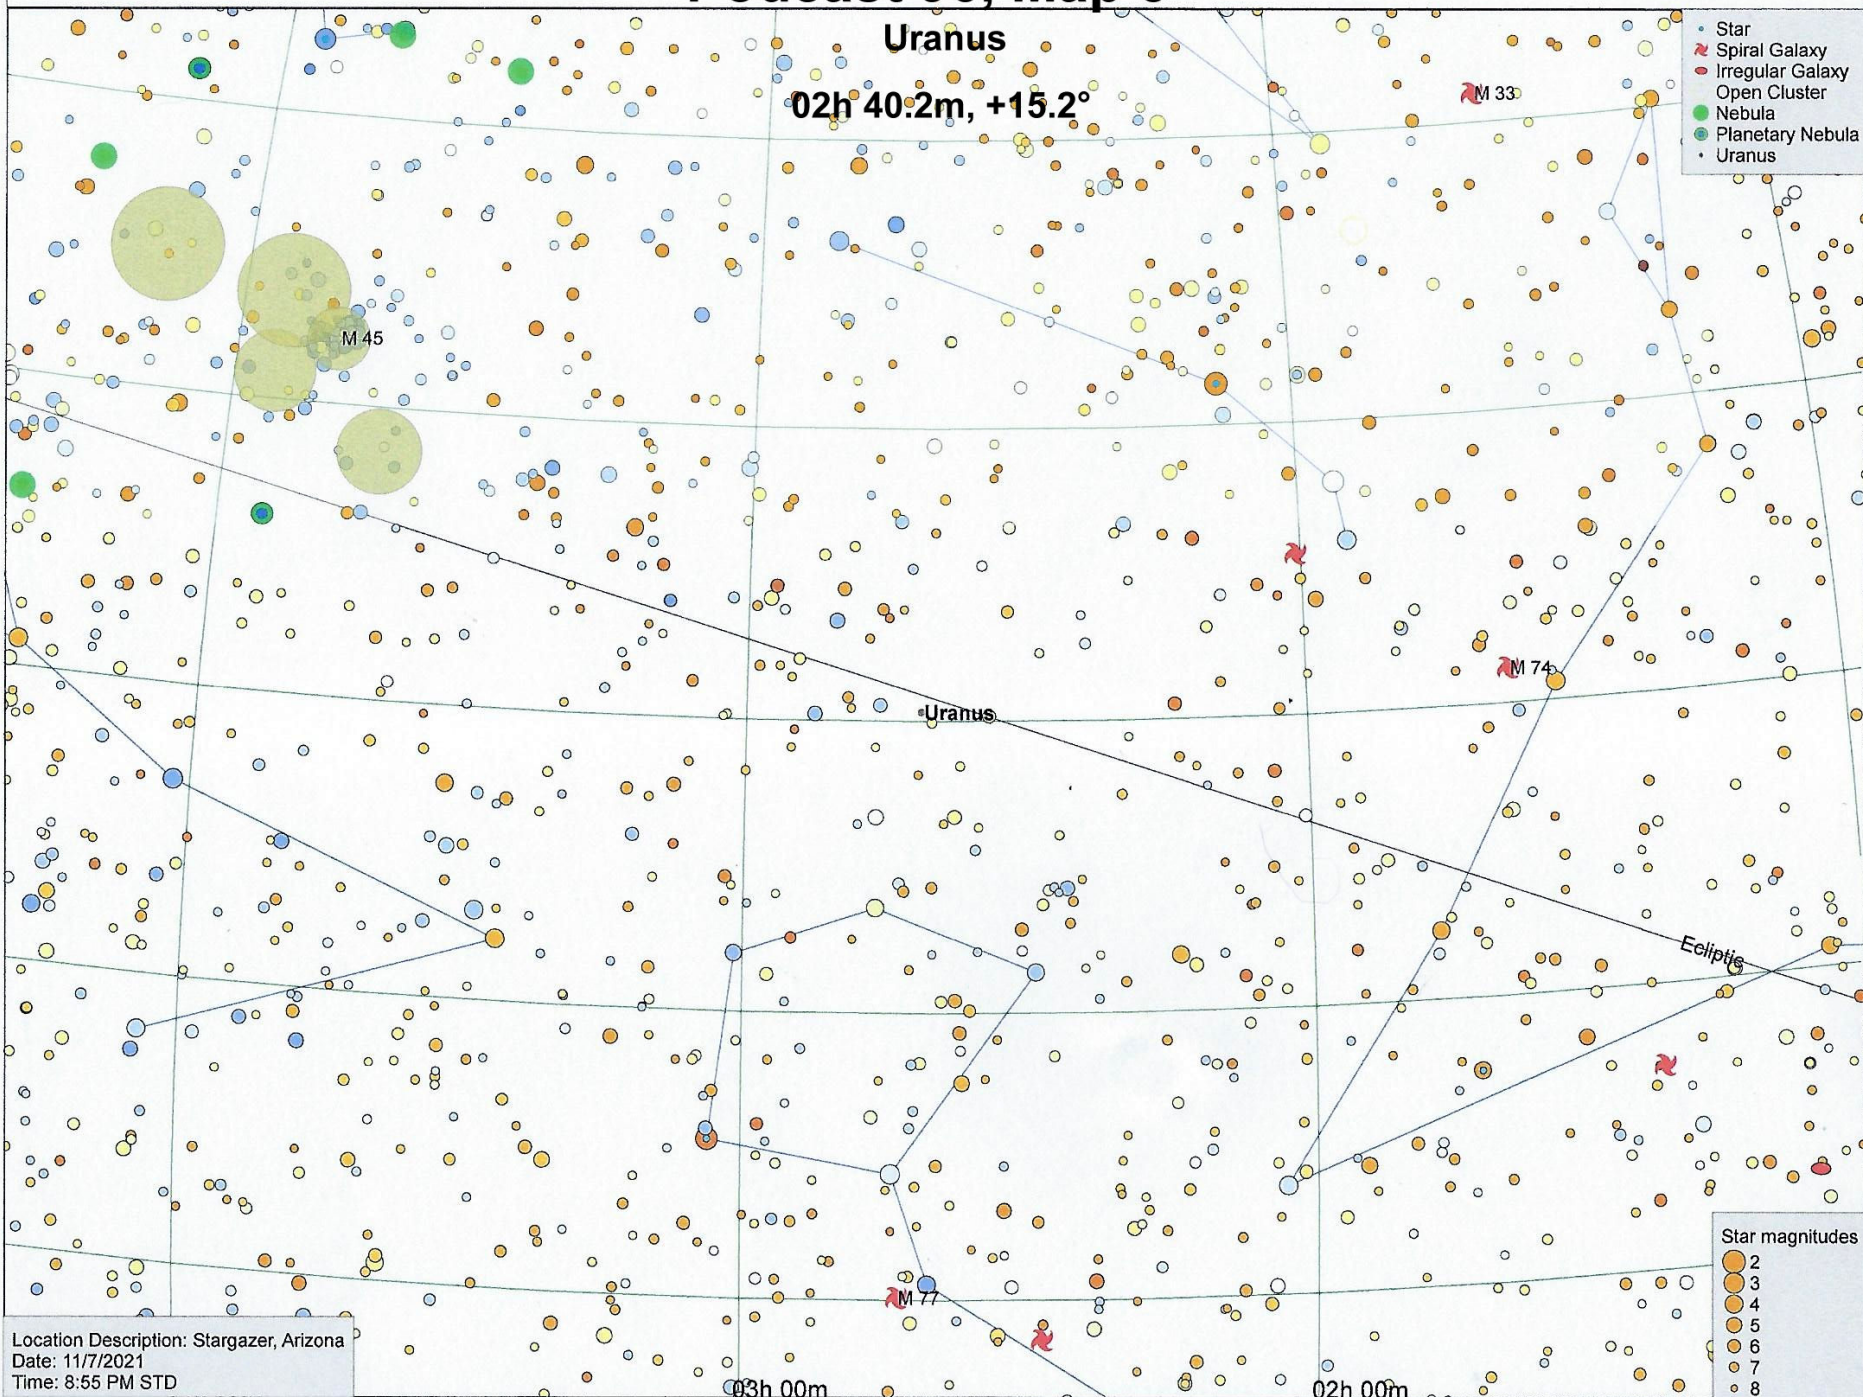 Uranus
02h 40.2m, +15.2°
Star
Spiral Galaxy
Irregular Galaxy
Open Cluster
Nebula
Planetary Nebula
Uranus
M 33
M 45
M 74
Uranus
Ecliptic
M 77
Star magnitudes
2
3
4
5
6
7
8
Location Description: Stargazer, Arizona
Date: 11/7/2021
Time: 8:55 PM STD
03h 00m
02h 00m